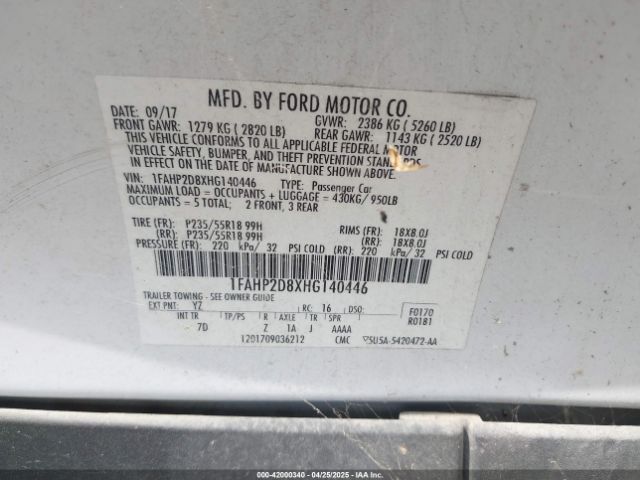 MFD. BY FORD MOTOR CO.
DATE: 09/17 GVWR: 2386 KG ( 5260 LB)
FRONT GAWR: 1279 KG ( 2820 LB) REAR GAWR: 1143 KG ( 2520 LB)
THIS VEHICLE CONFORMS TO ALL APPLICABLE FEDERAL MOTOR
VEHICLE SAFETY, BUMPER, AND THEFT PREVENTION STANDARDS
IN EFFECT ON THE DATE OF MANUFACTURE SHOWN ABOVE.
VIN: 1FAHP2D8XHG140446 TYPE: Passenger Car
MAXIMUM LOAD = OCCUPANTS + LUGGAGE = 430KG/ 950LB
OCCUPANTS = 5 TOTAL; 2 FRONT, 3 REAR
TIRE (FR): P235/55R18 99H RIMS (FR): 18X8.0J
(RR): P235/55R18 99H (RR): 18X8.0J
PRESSURE (FR): 220 kPa/ 32 PSI COLD (RR): 220 kPa/ 32 PSI COLD
1FAHP2D8XHG140446
TRAILER TOWING - SEE OWNER GUIDE
EXT PNT: YZ RC: 16 DSO: F0170
R0181
INT TR TP/PS R AXLE TR SPR
7D Z 1A J AAAA
1201709036212 CMC 5U5A-5420472-AA
000-42000340 - 04/25/2025 - IAAI.COM